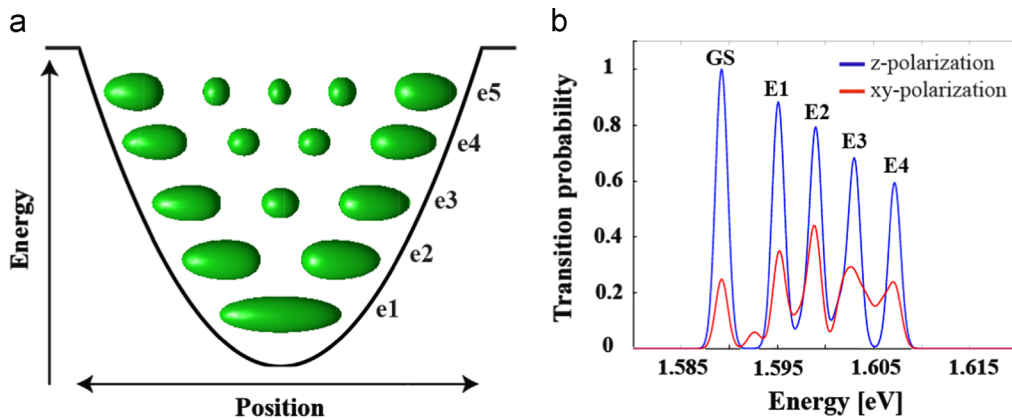 a
e5
e4
e3
e2
e1
Energy
Position
b
z-polarization
xy-polarization
GS
E1
E2
E3
E4
Transition probability
1
0.8
0.6
0.4
0.2
0
1.585
1.595
1.605
1.615
Energy [eV]